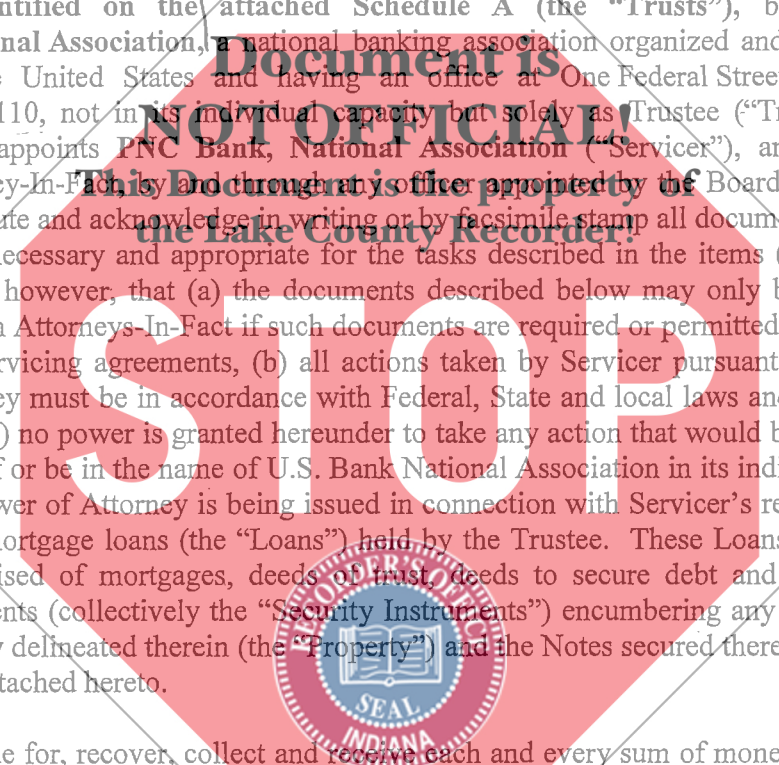 ntified on the attached Schedule A (the “Trusts”), b
nal Association, a national banking association organized and
Document is
e United States and having an office at One Federal Stree
110, not in its individual capacity but solely as Trustee (“T
NOT OFFICIAL!
appoints PNC Bank, National Association (“Servicer”), an
ey-In-Fact, by and through any officer appointed by the Board
This Document is the property of
ute and acknowledge in writing or by facsimile stamp all docum
the Lake County Recorder!
ecessary and appropriate for the tasks described in the items (
however, that (a) the documents described below may only b
n Attorneys-In-Fact if such documents are required or permitted
STOP
rvicing agreements, (b) all actions taken by Servicer pursuant
ey must be in accordance with Federal, State and local laws and
) no power is granted hereunder to take any action that would b
f or be in the name of U.S. Bank National Association in its indi
wer of Attorney is being issued in connection with Servicer’s re
ortgage loans (the “Loans”) held by the Trustee. These Loans
ised of mortgages, deeds of trust, deeds to secure debt and
ents (collectively the “Security Instruments”) encumbering any
y delineated therein (the “Property”) and the Notes secured there
tached hereto.
RECORDER'S OFFICE
SEAL
INDIANA
e for, recover, collect and receive each and every sum of mone